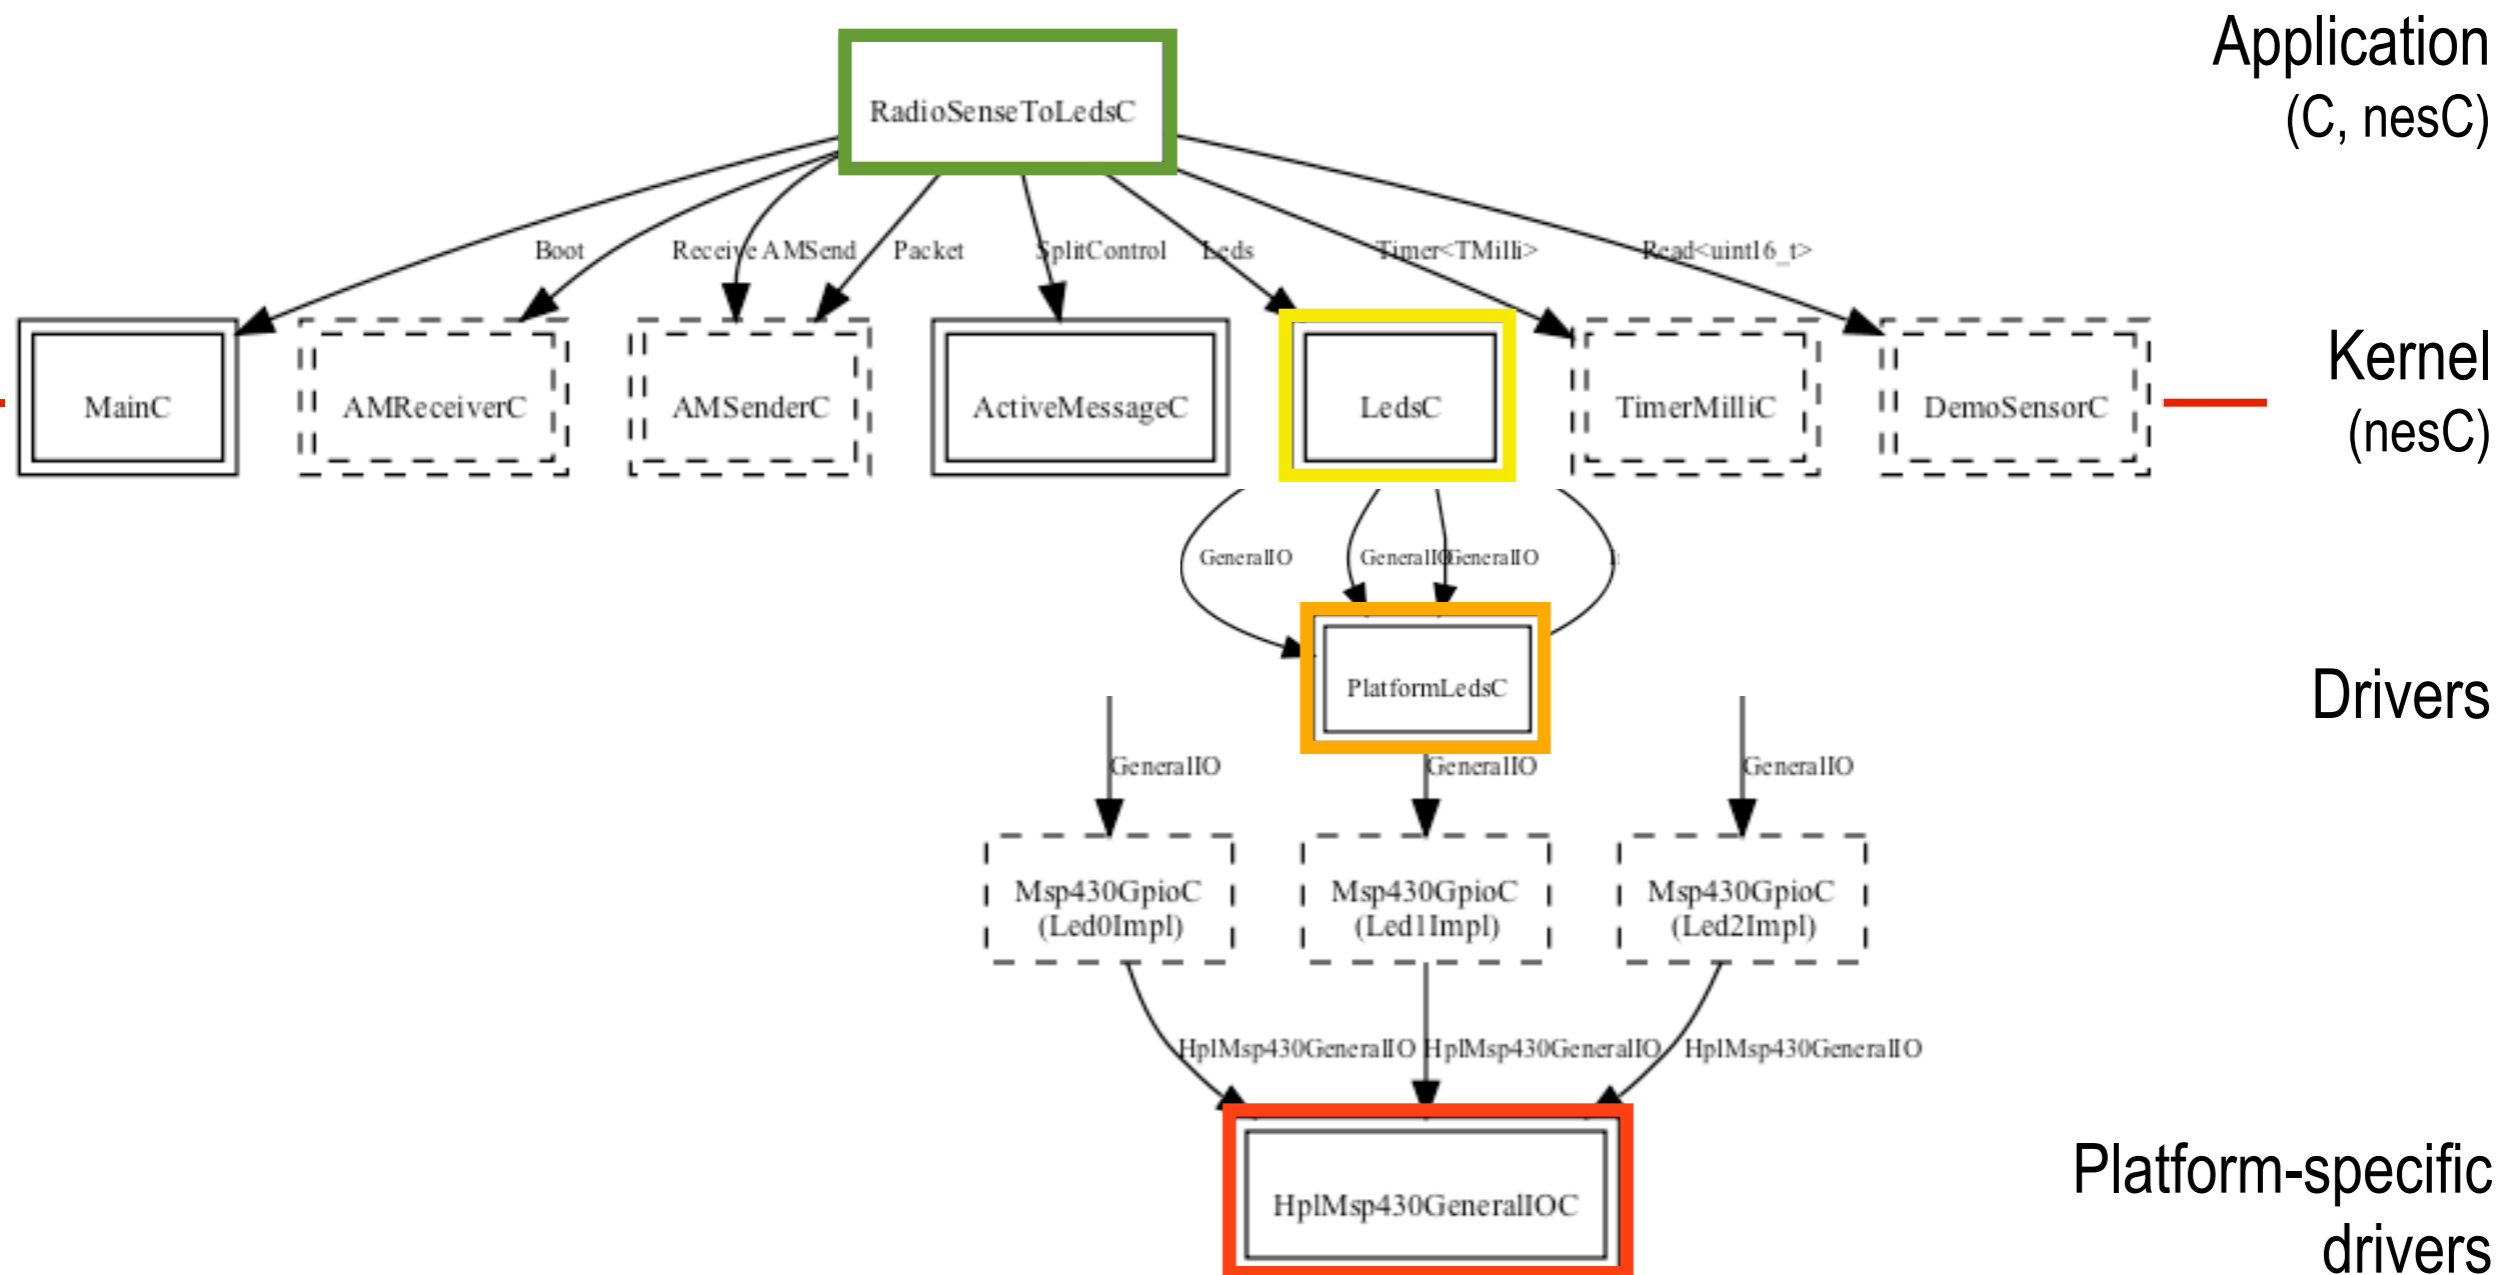 Application
(C, nesC)
RadioSenseToLedsC
Boot
Receive
AMSend
Packet
SplitControl
Leds
Timer<TMilli>
Read<uint16_t>
MainC
AMReceiverC
AMSenderC
ActiveMessageC
LedsC
TimerMilliC
DemoSensorC
Kernel
(nesC)
GeneralIO
GeneralIO
GeneralIO
PlatformLedsC
Drivers
GeneralIO
GeneralIO
GeneralIO
Msp430GpioC
(Led0Impl)
Msp430GpioC
(Led1Impl)
Msp430GpioC
(Led2Impl)
HplMsp430GeneralIO
HplMsp430GeneralIO
HplMsp430GeneralIO
HplMsp430GeneralIOC
Platform-specific
drivers